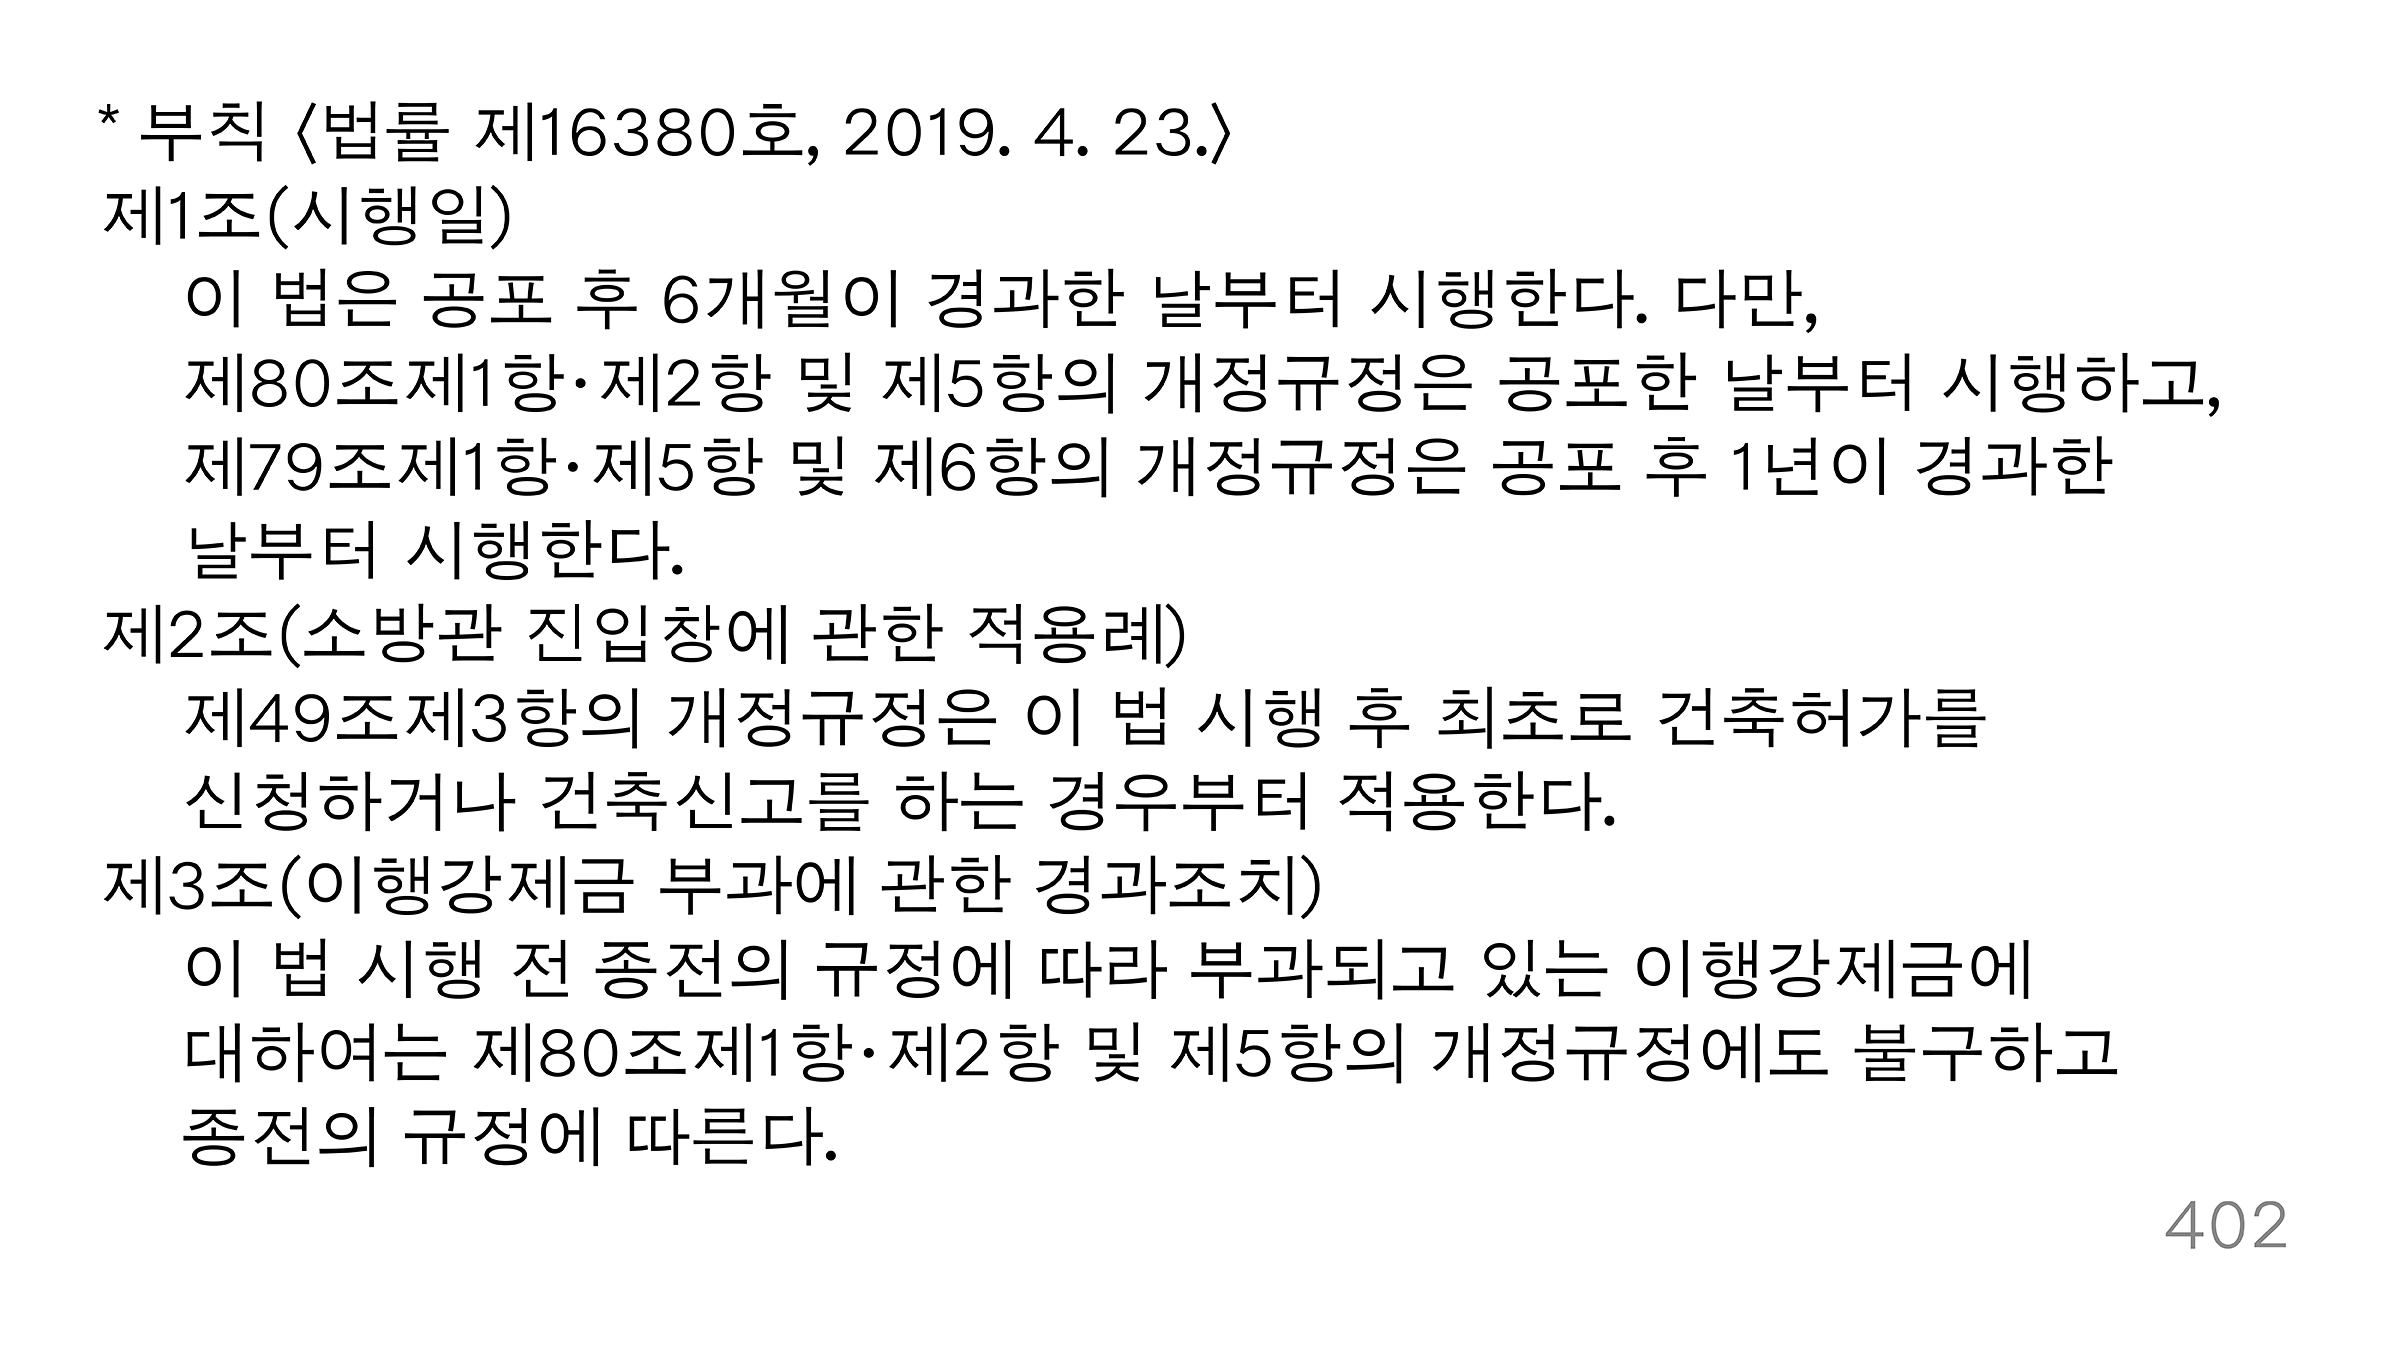 * 부칙 〈법률 제16380호, 2019. 4. 23.〉
제1조(시행일)
이 법은 공포 후 6개월이 경과한 날부터 시행한다. 다만,
제80조제1항·제2항 및 제5항의 개정규정은 공포한 날부터 시행하고,
제79조제1항·제5항 및 제6항의 개정규정은 공포 후 1년이 경과한
날부터 시행한다.
제2조(소방관 진입창에 관한 적용례)
제49조제3항의 개정규정은 이 법 시행 후 최초로 건축허가를
신청하거나 건축신고를 하는 경우부터 적용한다.
제3조(이행강제금 부과에 관한 경과조치)
이 법 시행 전 종전의 규정에 따라 부과되고 있는 이행강제금에
대하여는 제80조제1항·제2항 및 제5항의 개정규정에도 불구하고
종전의 규정에 따른다.
402